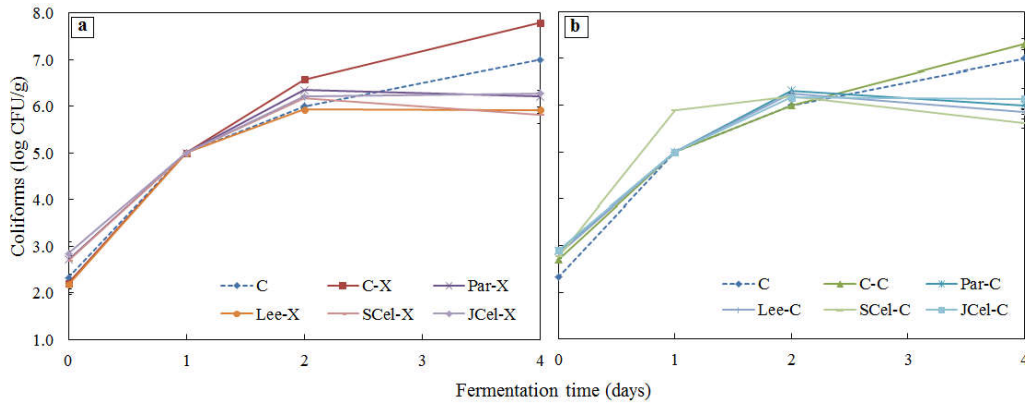 a
b
8.0
7.0
6.0
5.0
4.0
3.0
2.0
1.0
Coliforms (log CFU/g)
C C-X Par-X
Lee-X SCel-X JCel-X
C C-C Par-C
Lee-C SCel-C JCel-C
0 1 2 3 4
0 1 2 3 4
Fermentation time (days)